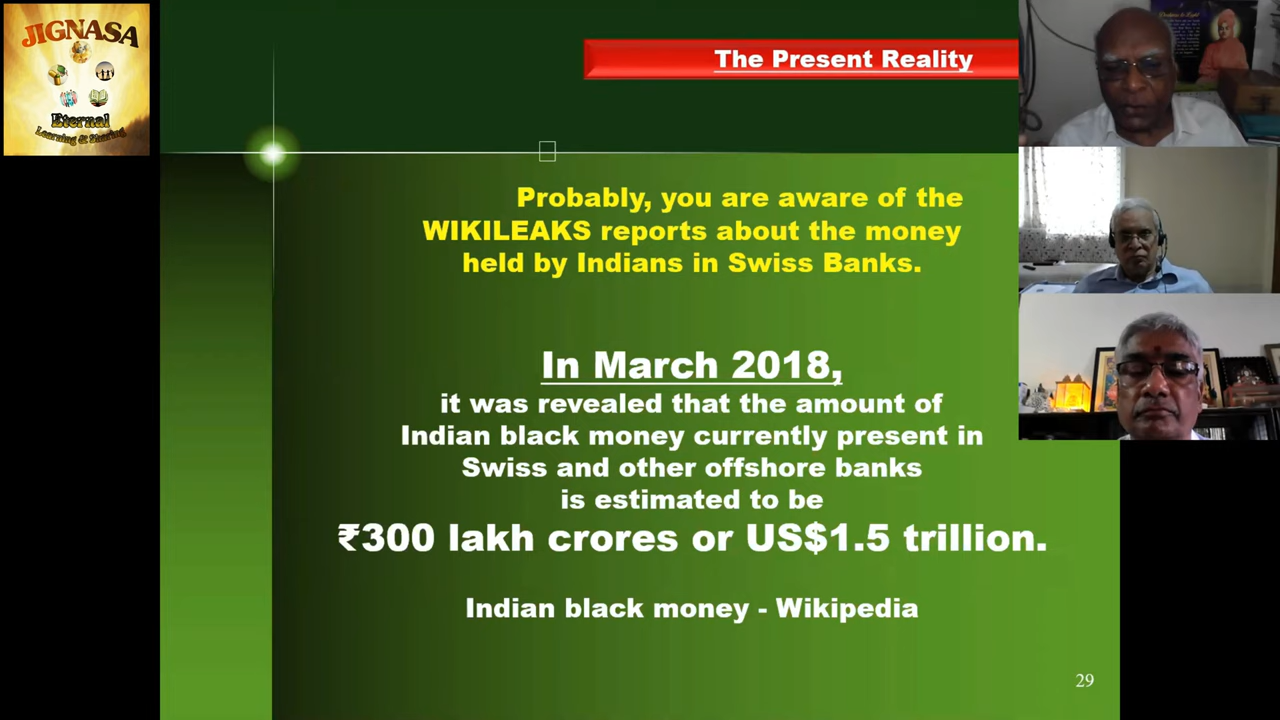 JIGNASA
Eternal
Learning & Sharing
The Present Reality
Probably, you are aware of the
WIKILEAKS reports about the money
held by Indians in Swiss Banks.
In March 2018,
it was revealed that the amount of
Indian black money currently present in
Swiss and other offshore banks
is estimated to be
₹300 lakh crores or US$1.5 trillion.
Indian black money - Wikipedia
29